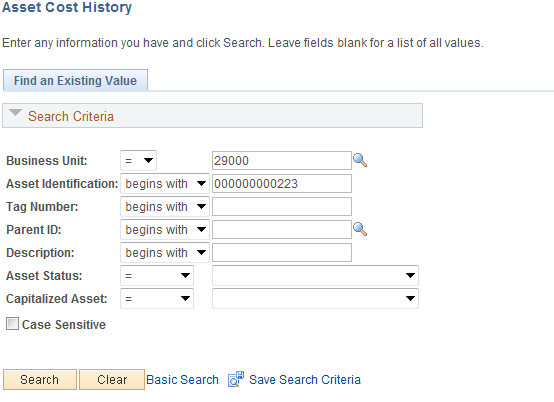 Asset Cost History
Enter any information you have and click Search. Leave fields blank for a list of all values.
Find an Existing Value
Search Criteria
Business Unit: = 29000
Asset Identification: begins with 000000000223
Tag Number: begins with
Parent ID: begins with
Description: begins with
Asset Status: =
Capitalized Asset: =
Case Sensitive
Search Clear Basic Search Save Search Criteria